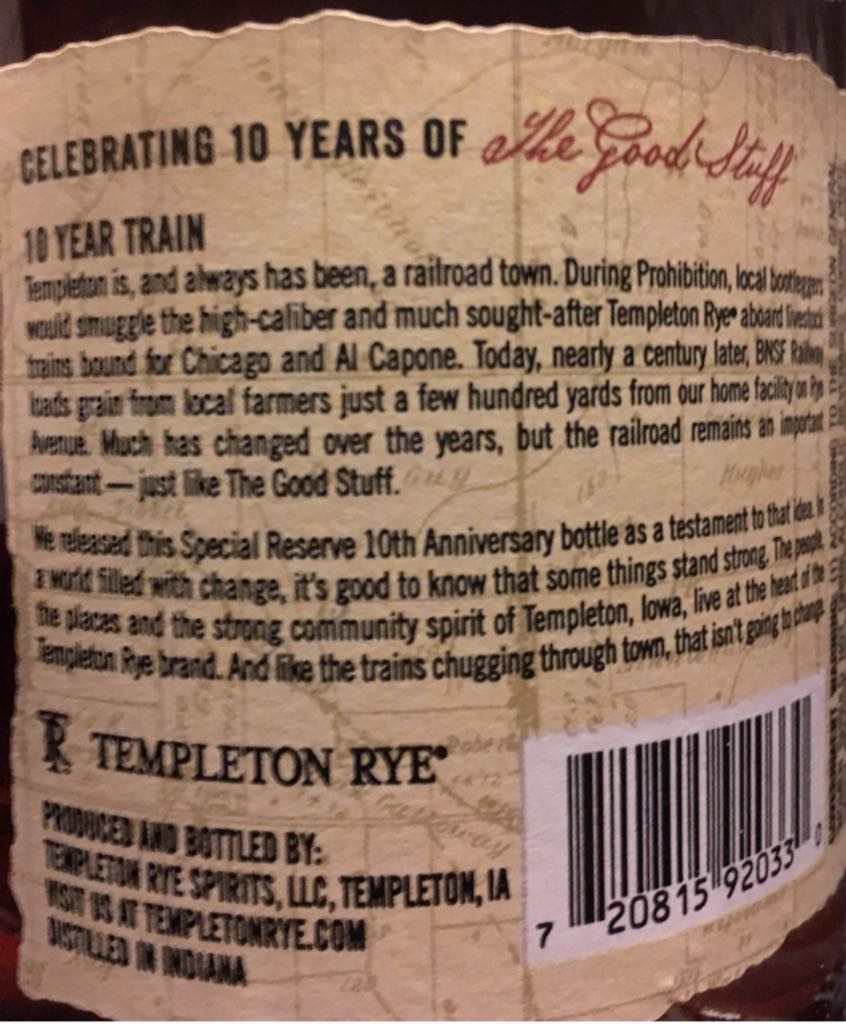 CELEBRATING 10 YEARS OF The Good Stuff
10 YEAR TRAIN
Templeton is, and always has been, a railroad town. During Prohibition, local bootleggers
would smuggle the high-caliber and much sought-after Templeton Rye® aboard livestock
trains bound for Chicago and Al Capone. Today, nearly a century later, BNSF Railway
loads grain from local farmers just a few hundred yards from our home facility on Rye
Avenue. Much has changed over the years, but the railroad remains an important
constant — just like The Good Stuff.
We released this Special Reserve 10th Anniversary bottle as a testament to that idea. In
a world filled with change, it's good to know that some things stand strong. The people,
the places and the strong community spirit of Templeton, Iowa, live at the heart of the
Templeton Rye brand. And like the trains chugging through town, that isn't going to change.
TR TEMPLETON RYE®
PRODUCED AND BOTTLED BY:
TEMPLETON RYE SPIRITS, LLC, TEMPLETON, IA
VISIT US AT TEMPLETONRYE.COM
DISTILLED IN INDIANA
7 20815 92033 0